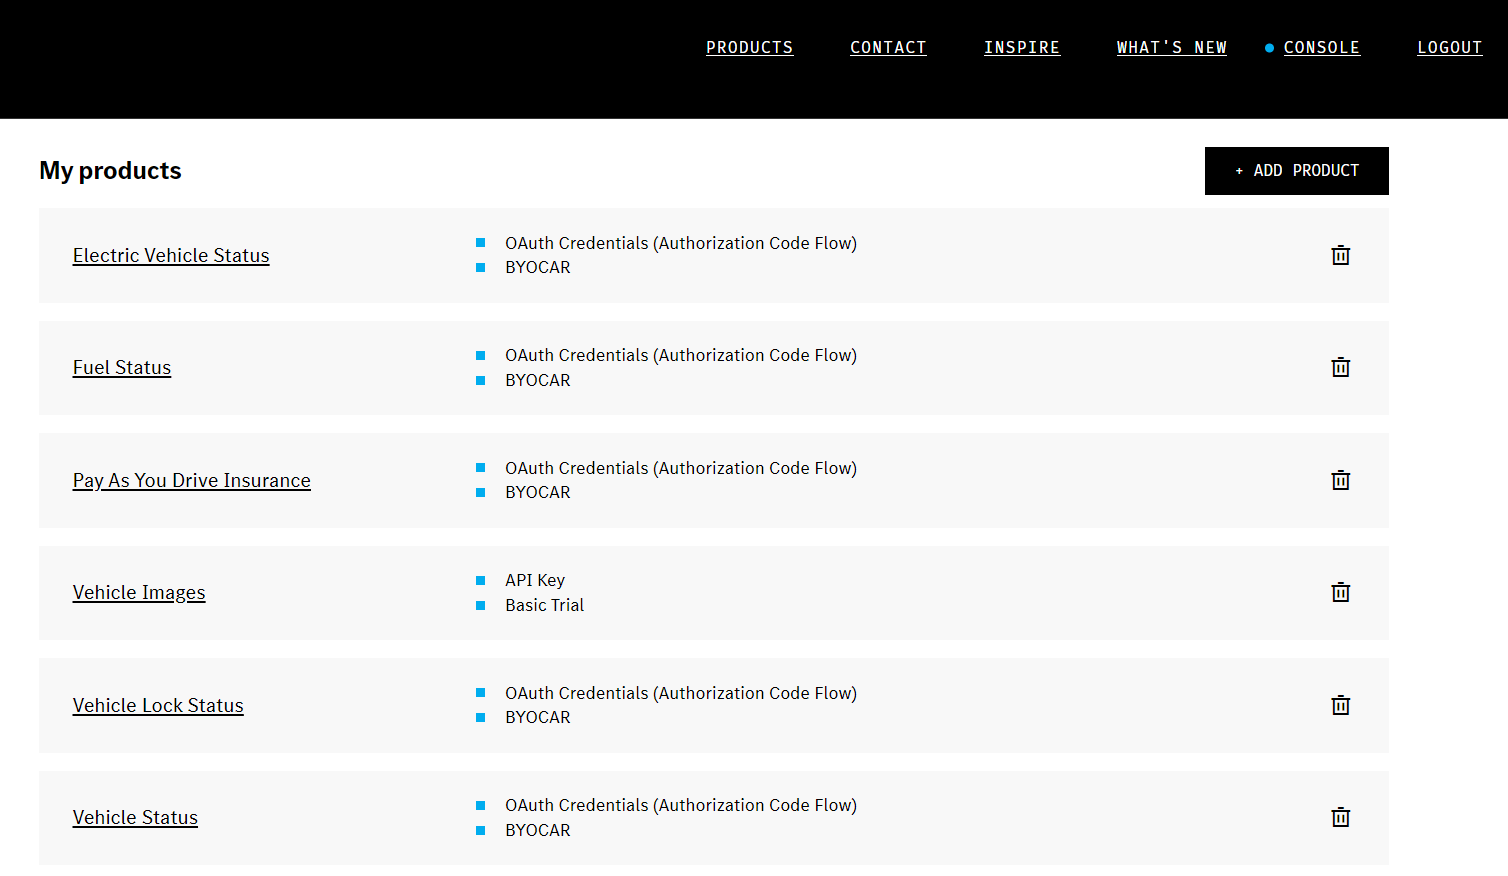 PRODUCTS CONTACT INSPIRE WHAT'S NEW CONSOLE LOGOUT
My products
+ ADD PRODUCT
Electric Vehicle Status
OAuth Credentials (Authorization Code Flow)
BYOCAR
Fuel Status
OAuth Credentials (Authorization Code Flow)
BYOCAR
Pay As You Drive Insurance
OAuth Credentials (Authorization Code Flow)
BYOCAR
Vehicle Images
API Key
Basic Trial
Vehicle Lock Status
OAuth Credentials (Authorization Code Flow)
BYOCAR
Vehicle Status
OAuth Credentials (Authorization Code Flow)
BYOCAR